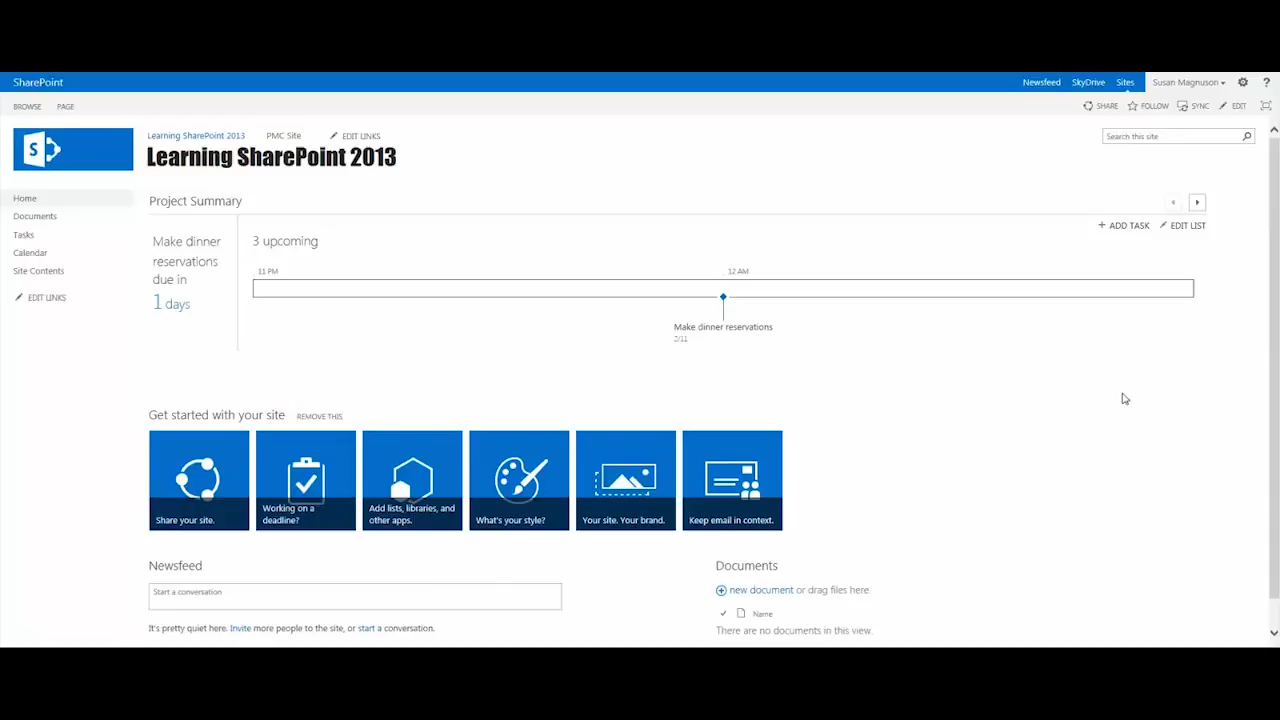 SharePoint
Newsfeed SkyDrive Sites Susan Magnuson ?
BROWSE PAGE
SHARE FOLLOW SYNC EDIT
S
Learning SharePoint 2013 PMC Site EDIT LINKS
Search this site
Learning SharePoint 2013
Home
Documents
Tasks
Calendar
Site Contents
EDIT LINKS
Project Summary
+ ADD TASK EDIT LIST
Make dinner
reservations
due in
1 days
3 upcoming
11 PM 12 AM
Make dinner reservations
2/11
Get started with your site REMOVE THIS
Share your site.
Working on a
deadline?
Add lists, libraries, and
other apps.
What's your style?
Your site. Your brand.
Keep email in context.
Newsfeed
Start a conversation
It's pretty quiet here. Invite more people to the site, or start a conversation.
Documents
new document or drag files here
Name
There are no documents in this view.